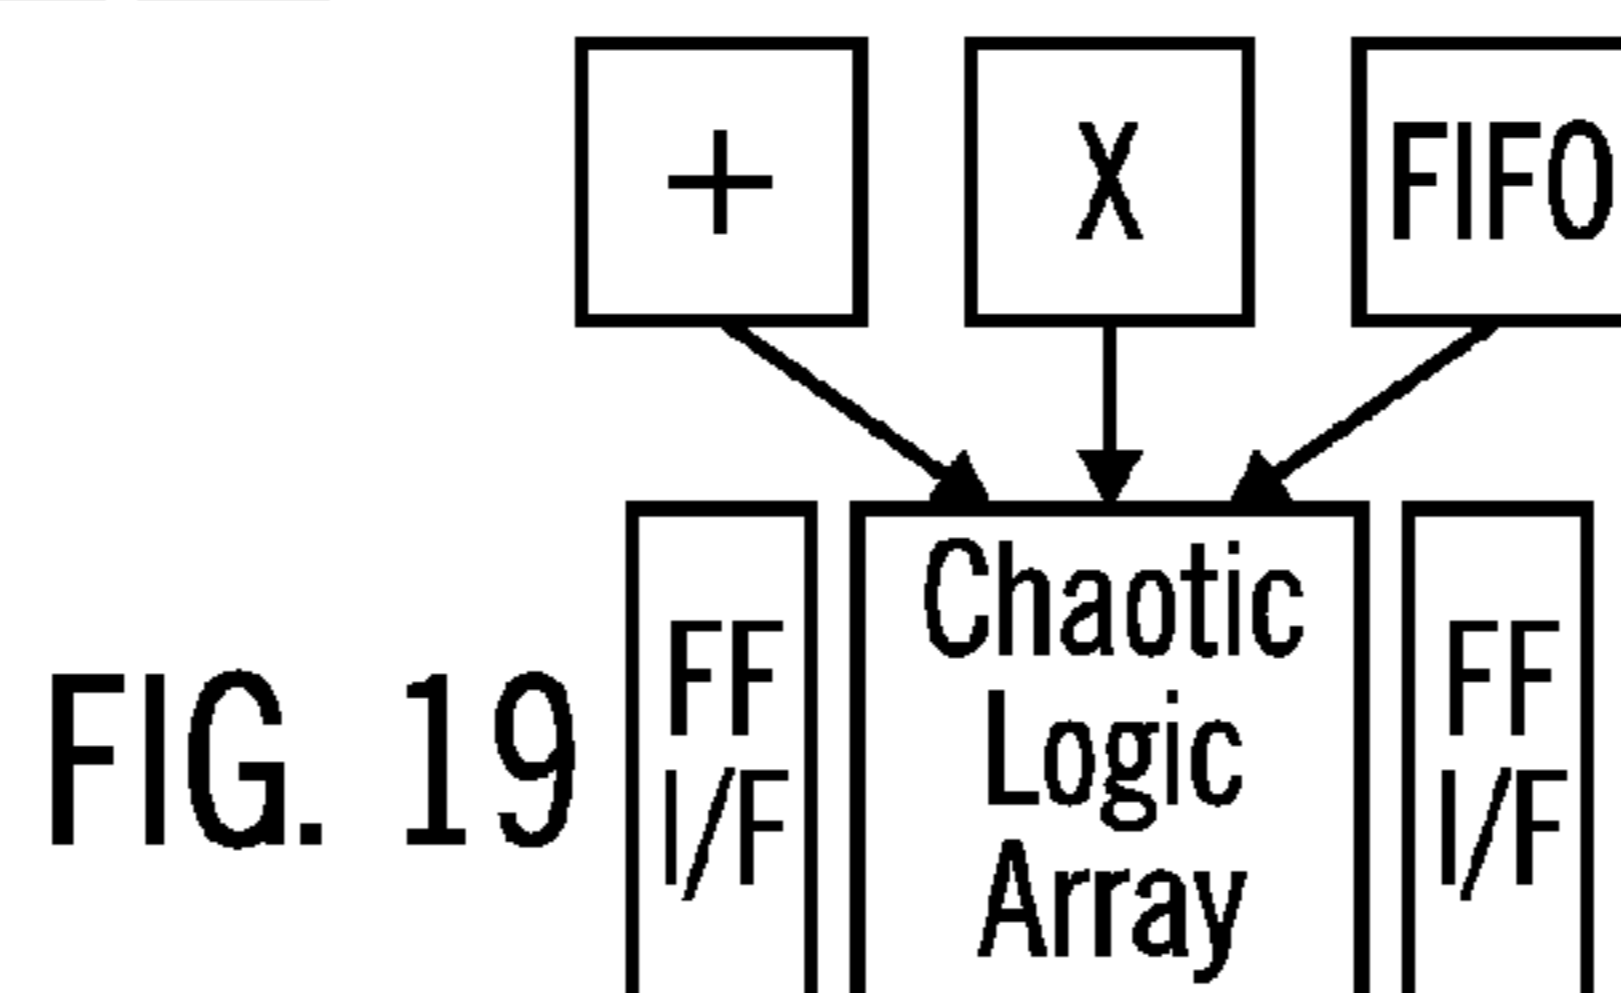 +
X
FIFO
FIG. 19
FF
I/F
Chaotic
Logic
Array
FF
I/F